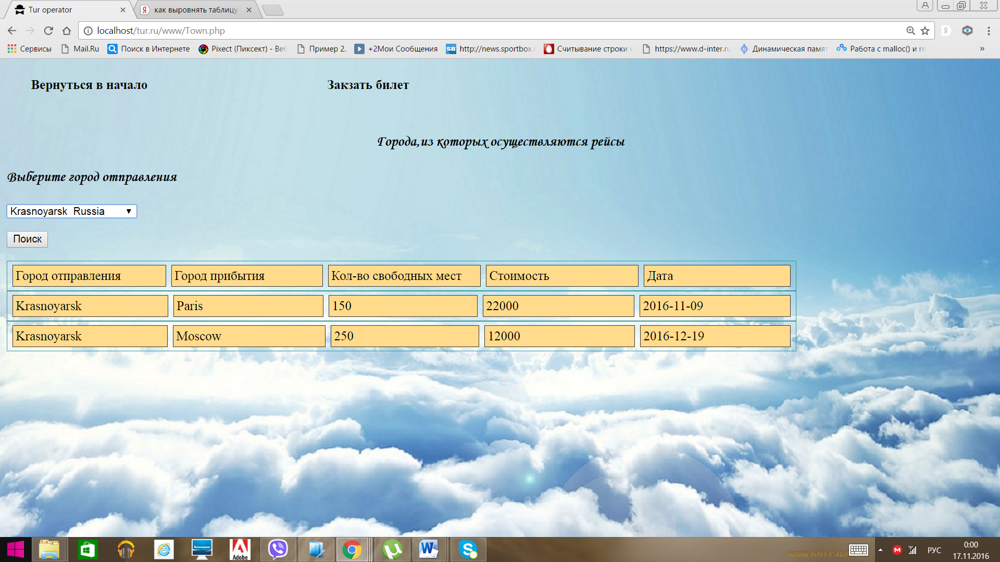 Tur operator
как выровнять таблицу
localhost/tur.ru/www/Town.php
Сервисы Mail.Ru Поиск в Интернете Pixect (Пиксект) - Веб Пример 2. +2Мои Сообщения http://news.sportbox.r Считывание строки https://www.d-inter.ru Динамическая памят Работа с malloc() и re »
Вернуться в начало Закзать билет
Города,из которых осуществляются рейсы
Выберите город отправления
Krasnoyarsk Russia
Поиск
Город отправления Город прибытия Кол-во свободных мест Стоимость Дата
Krasnoyarsk Paris 150 22000 2016-11-09
Krasnoyarsk Moscow 250 12000 2016-12-19
Adobe
РУС
0:00
17.11.2016